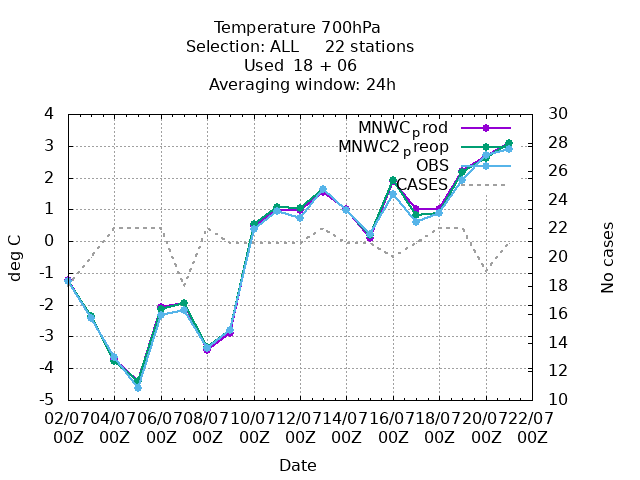 Temperature 700hPa
Selection: ALL     22 stations
Used  18 + 06
Averaging window: 24h
4 30
MNWCprod
3 28
MNWC2preop
OBS
2 26
CASES
1 24
0 22
-1 20
-2 18
-3 16
-4 14
12
-5 10
deg C
No cases
02/07 04/07 06/07 08/07 10/07 12/07 14/07 16/07 18/07 20/07 22/07
00Z 00Z 00Z 00Z 00Z 00Z 00Z 00Z 00Z 00Z 00Z
Date